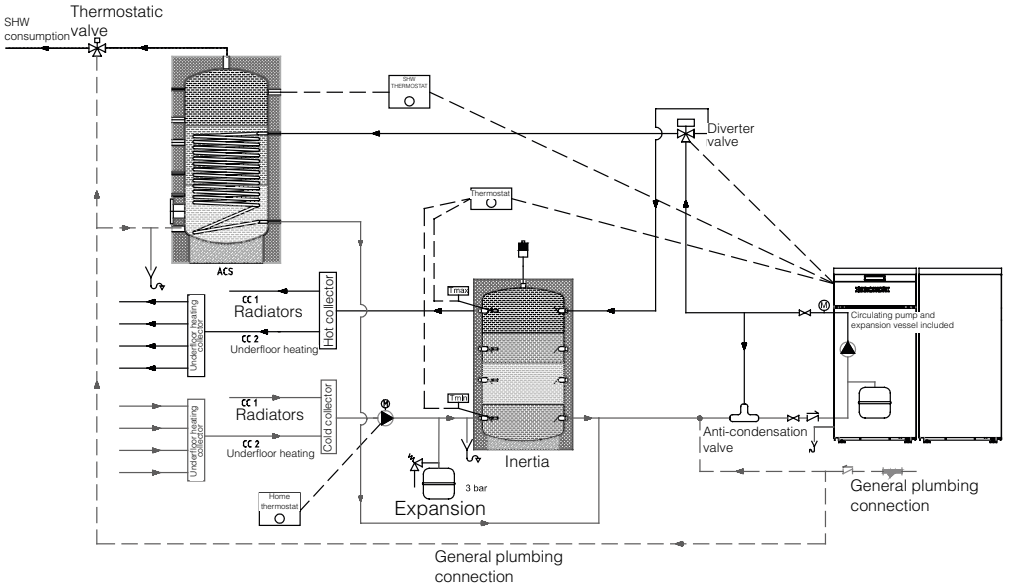 Thermostatic
valve
SHW
consumption
SHW
THERMOSTAT
Diverter
valve
Thermostat
ACS
Tmax
CC 1
Radiators
CC 2
Underfloor heating
Hot collector
Underfloor heating
collector
M
Circulating pump and
expansion vessel included
Tmin
CC 1
Radiators
CC 2
Underfloor heating
Cold collector
Underfloor heating
collector
M
Anti-condensation
valve
Inertia
3 bar
Expansion
Home
thermostat
General plumbing
connection
General plumbing
connection